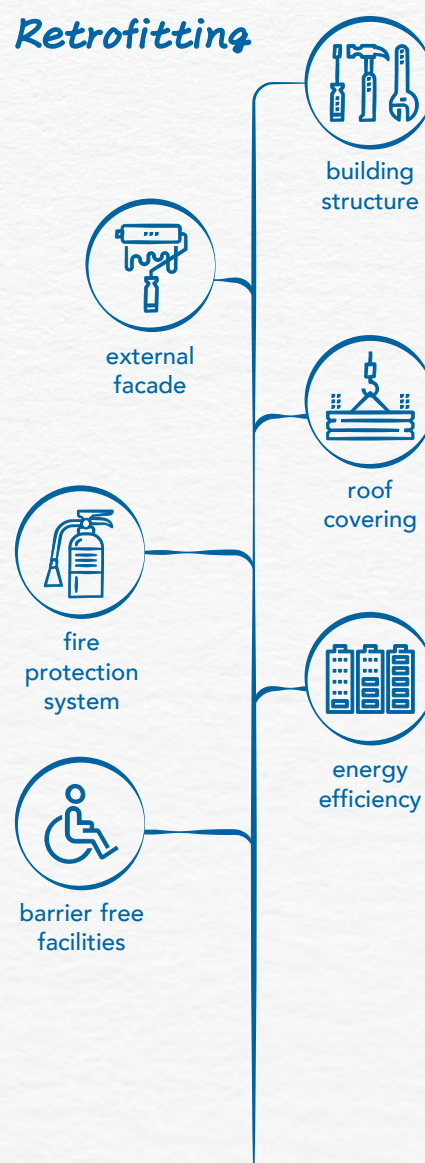 Retrofitting
building
structure
external
facade
roof
covering
fire
protection
system
energy
efficiency
barrier free
facilities